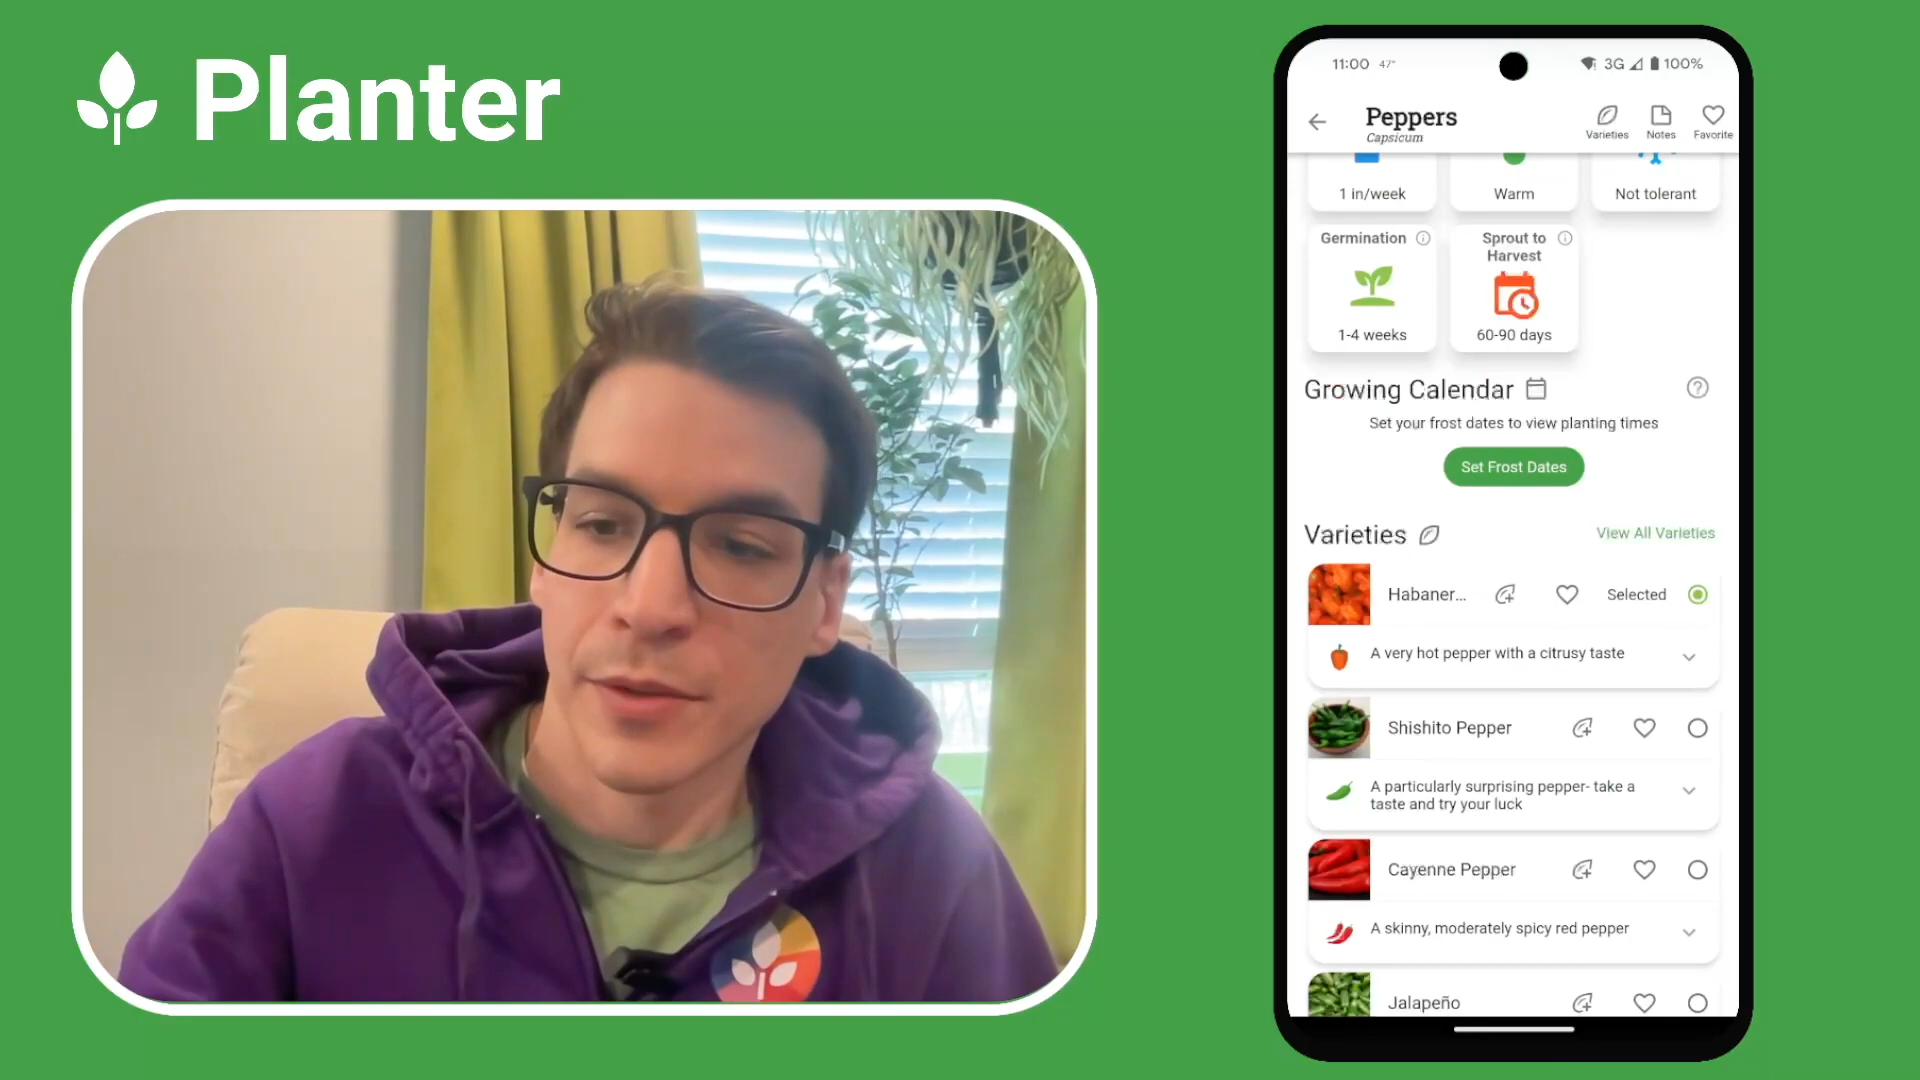 Planter
11:00 47°
3G 100%
Peppers
Capsicum
Varieties
Notes
Favorite
1 in/week
Warm
Not tolerant
Germination
Sprout to
Harvest
1-4 weeks
60-90 days
Growing Calendar
Set your frost dates to view planting times
Set Frost Dates
Varieties
View All Varieties
Habaner...
Selected
A very hot pepper with a citrusy taste
Shishito Pepper
A particularly surprising pepper- take a
taste and try your luck
Cayenne Pepper
A skinny, moderately spicy red pepper
Jalapeño